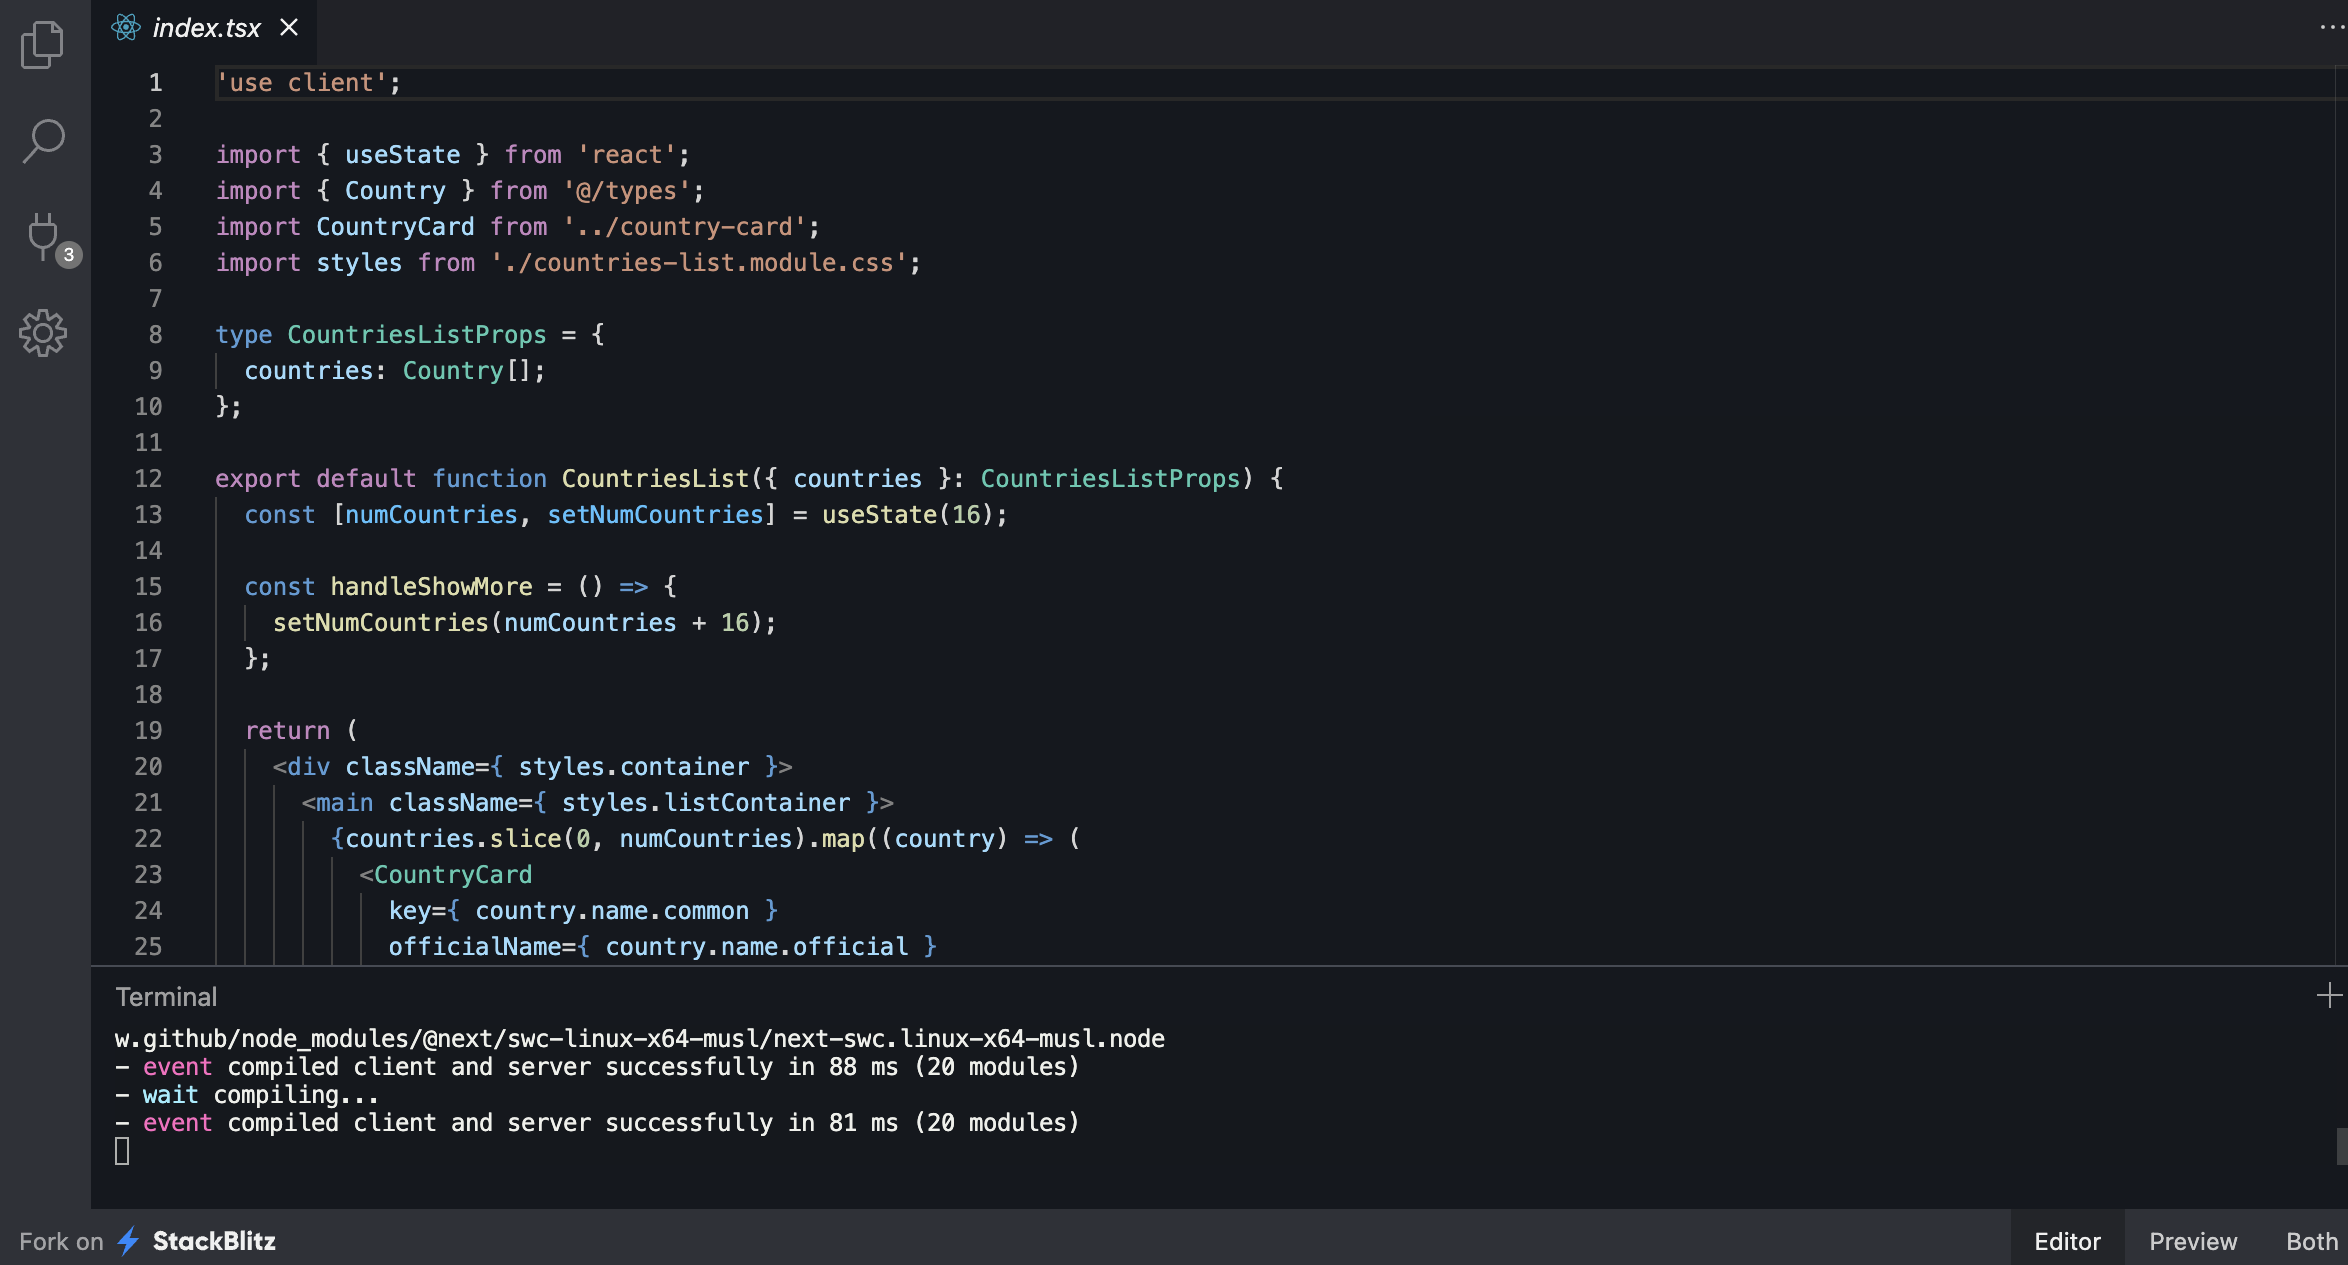 index.tsx
1 'use client';
2
3 import { useState } from 'react';
4 import { Country } from '@/types';
5 import CountryCard from '../country-card';
6 import styles from './countries-list.module.css';
7
8 type CountriesListProps = {
9 countries: Country[];
10 };
11
12 export default function CountriesList({ countries }: CountriesListProps) {
13 const [numCountries, setNumCountries] = useState(16);
14
15 const handleShowMore = () => {
16 setNumCountries(numCountries + 16);
17 };
18
19 return (
20 <div className={ styles.container }>
21 <main className={ styles.listContainer }>
22 {countries.slice(0, numCountries).map((country) => (
23 <CountryCard
24 key={ country.name.common }
25 officialName={ country.name.official }
3
Terminal
w.github/node_modules/@next/swc-linux-x64-musl/next-swc.linux-x64-musl.node
- event compiled client and server successfully in 88 ms (20 modules)
- wait compiling...
- event compiled client and server successfully in 81 ms (20 modules)
Fork on StackBlitz
Editor Preview Both